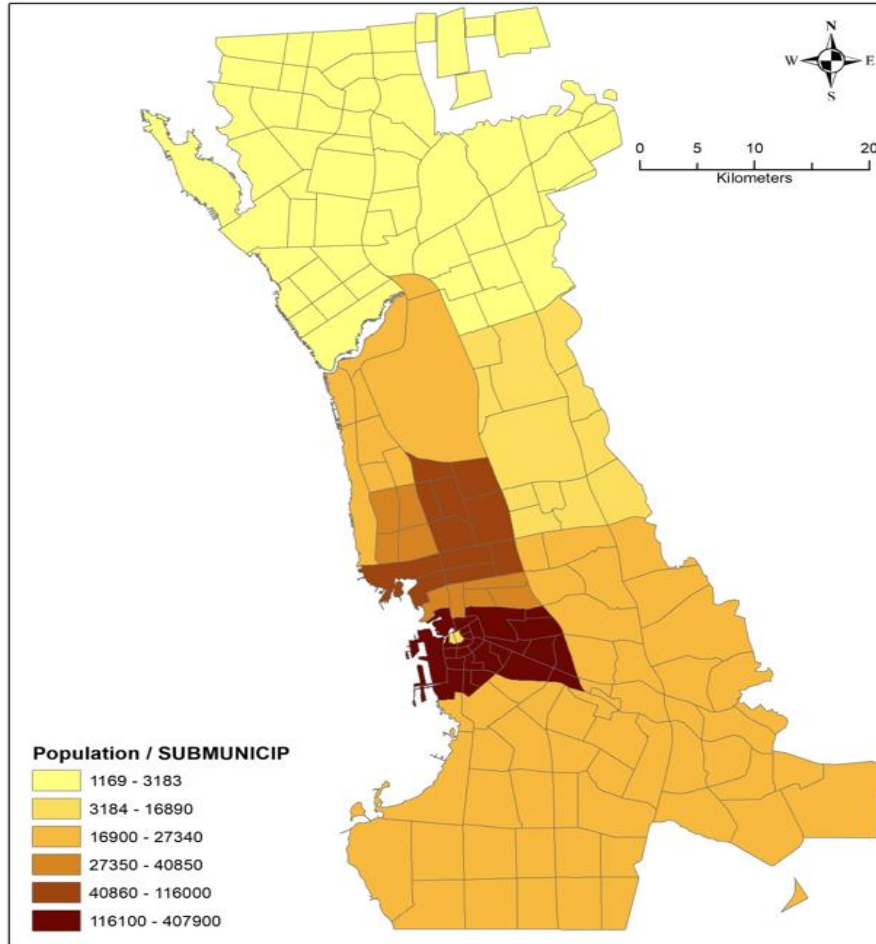 N
W E
S
0 5 10 20
Kilometers
Population / SUBMUNICIP
1169 - 3183
3184 - 16890
16900 - 27340
27350 - 40850
40860 - 116000
116100 - 407900